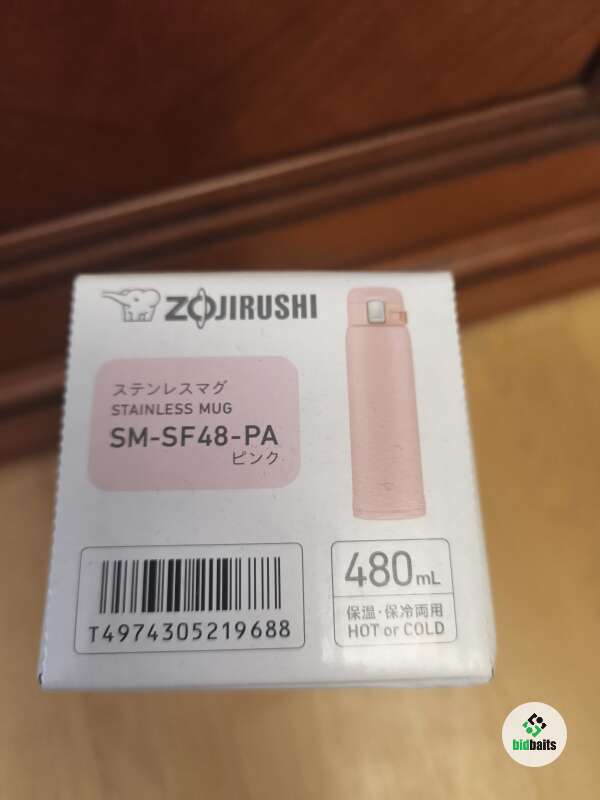 ZOJIRUSHI
ステンレスマグ
STAINLESS MUG
SM-SF48-PA
ピンク
T4974305219688
480mL
保温・保冷両用
HOT or COLD
bidbaits